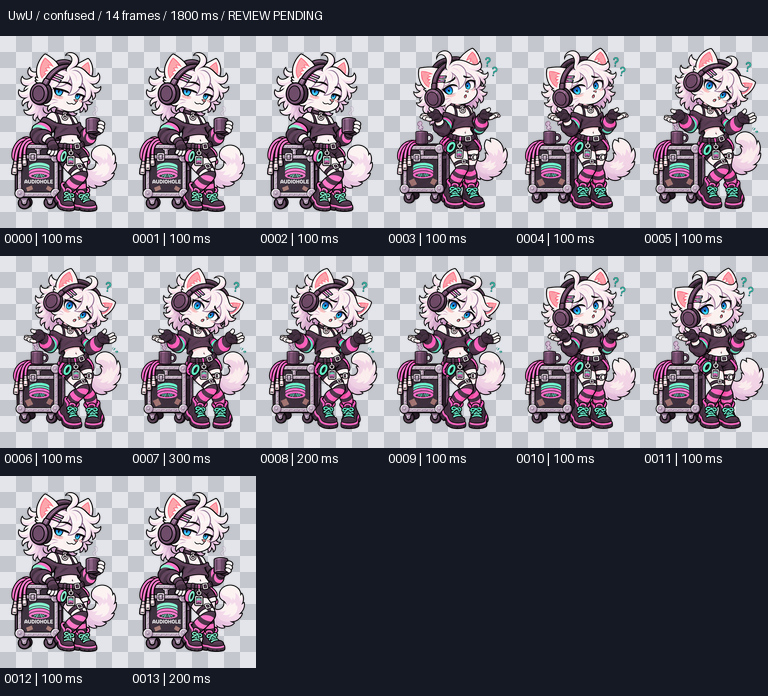 UwU / confused / 14 frames / 1800 ms / REVIEW PENDING
? ? ? ? ? ?
AUDIOHOLE AUDIOHOLE AUDIOHOLE
0000 | 100 ms 0001 | 100 ms 0002 | 100 ms 0003 | 100 ms 0004 | 100 ms 0005 | 100 ms
? ? ? ? ? ? ? ?
0006 | 100 ms 0007 | 300 ms 0008 | 200 ms 0009 | 100 ms 0010 | 100 ms 0011 | 100 ms
AUDIOHOLE AUDIOHOLE
0012 | 100 ms 0013 | 200 ms